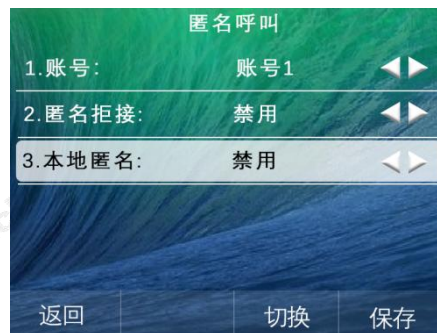 匿名呼叫
1.账号: 账号1
2.匿名拒接: 禁用
3.本地匿名: 禁用
返回 切换 保存